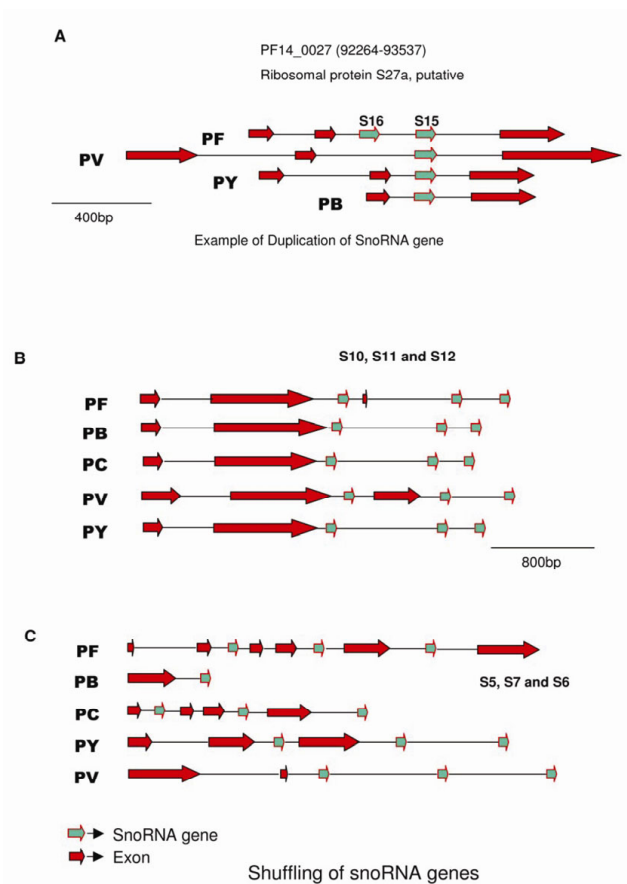 A
PF14_0027 (92264-93537)
Ribosomal protein S27a, putative
S16 S15
PF
PV
PY
PB
400bp
Example of Duplication of SnoRNA gene
B
S10, S11 and S12
PF
PB
PC
PV
PY
800bp
C
PF
PB
S5, S7 and S6
PC
PY
PV
SnoRNA gene
Exon
Shuffling of snoRNA genes